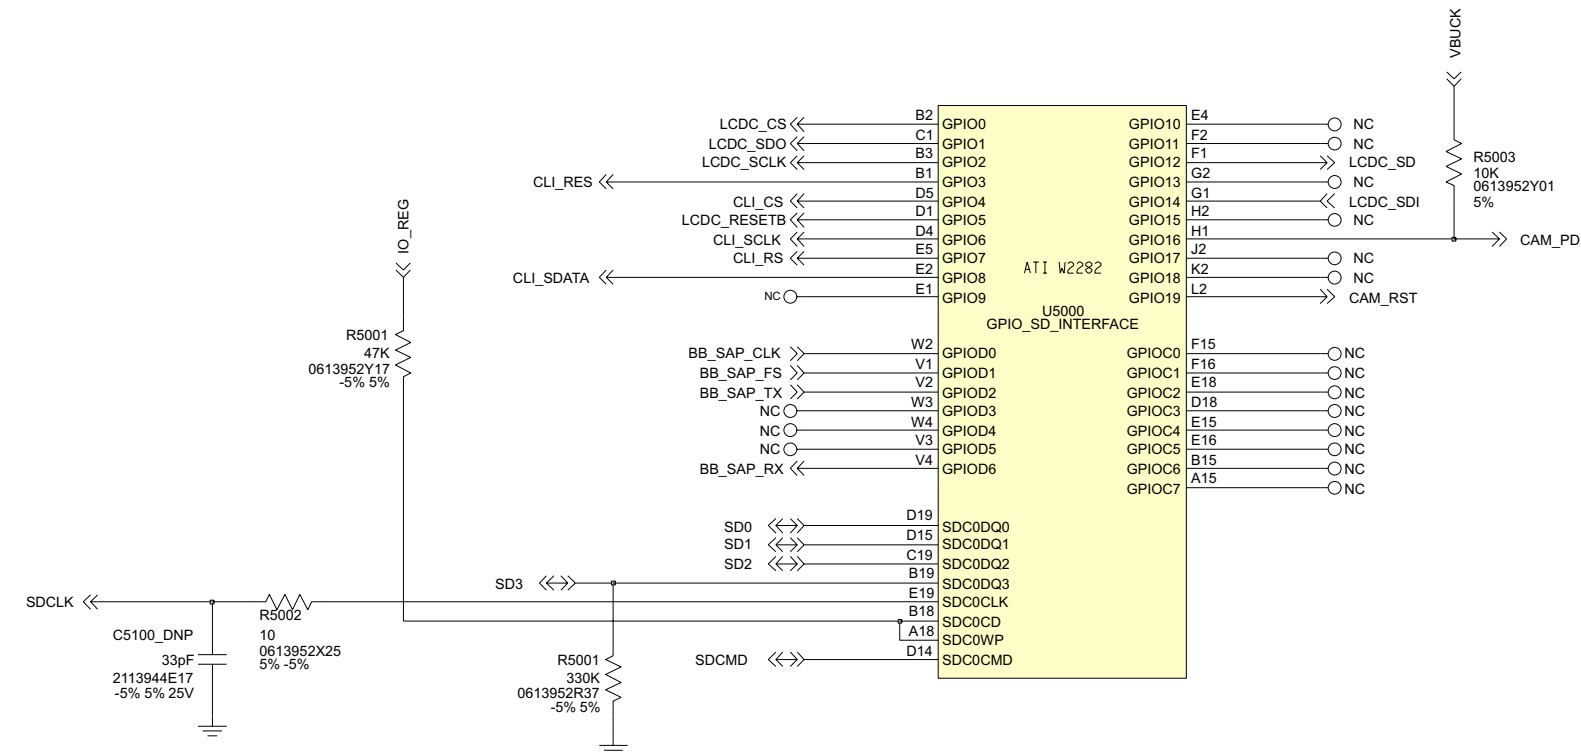 VBUCK
LCDC_CS
B2
GPIO0
GPIO10
E4
NC
LCDC_SDO
C1
GPIO1
GPIO11
F2
NC
LCDC_SCLK
B3
GPIO2
GPIO12
F1
LCDC_SD
CLI_RES
B1
GPIO3
GPIO13
G2
NC
CLI_CS
D5
GPIO4
GPIO14
G1
LCDC_SDI
LCDC_RESETB
D1
GPIO5
GPIO15
H2
NC
CLI_SCLK
D4
GPIO6
GPIO16
H1
CAM_PD
CLI_RS
E5
GPIO7
GPIO17
J2
NC
CLI_SDATA
E2
GPIO8
GPIO18
K2
NC
NC
E1
GPIO9
GPIO19
L2
CAM_RST
R5003
10K
0613952Y01
5%
ATI W2282
U5000
GPIO_SD_INTERFACE
IO_REG
R5001
47K
0613952Y17
-5% 5%
BB_SAP_CLK
W2
GPIOD0
GPIOC0
F15
NC
BB_SAP_FS
V1
GPIOD1
GPIOC1
F16
NC
BB_SAP_TX
V2
GPIOD2
GPIOC2
E18
NC
NC
W3
GPIOD3
GPIOC3
D18
NC
NC
W4
GPIOD4
GPIOC4
E15
NC
NC
V3
GPIOD5
GPIOC5
E16
NC
BB_SAP_RX
V4
GPIOD6
GPIOC6
B15
NC
GPIOC7
A15
NC
SD0
D19
SDC0DQ0
SD1
D15
SDC0DQ1
SD2
C19
SDC0DQ2
SD3
B19
SDC0DQ3
SDCLK
E19
SDC0CLK
B18
SDC0CD
A18
SDC0WP
SDCMD
D14
SDC0CMD
R5002
10
0613952X25
5% -5%
C5100_DNP
33pF
2113944E17
-5% 5% 25V
R5001
330K
0613952R37
-5% 5%